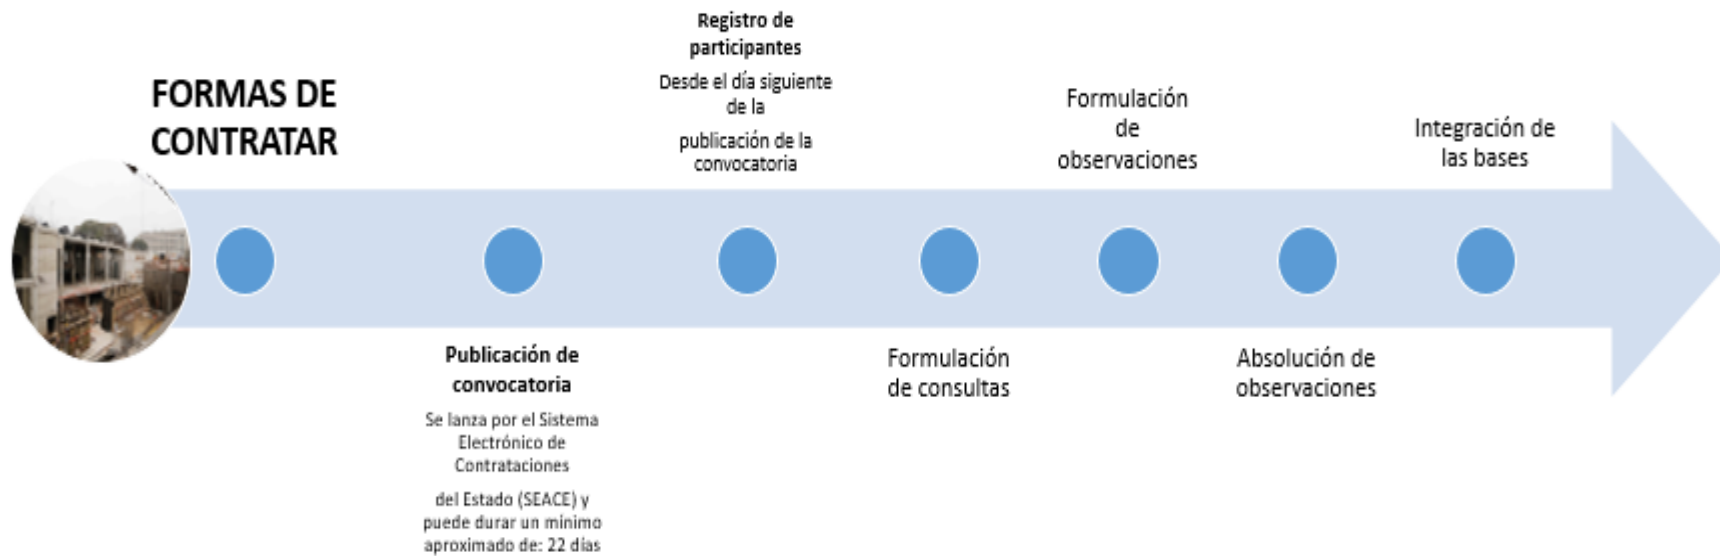 FORMAS DE
CONTRATAR
Publicación de
convocatoria
Se lanza por el Sistema
Electrónico de
Contrataciones
del Estado (SEACE) y
puede durar un mínimo
aproximado de: 22 días
Registro de
participantes
Desde el día siguiente
de la
publicación de la
convocatoria
Formulación
de consultas
Formulación
de
observaciones
Absolución de
observaciones
Integración de
las bases